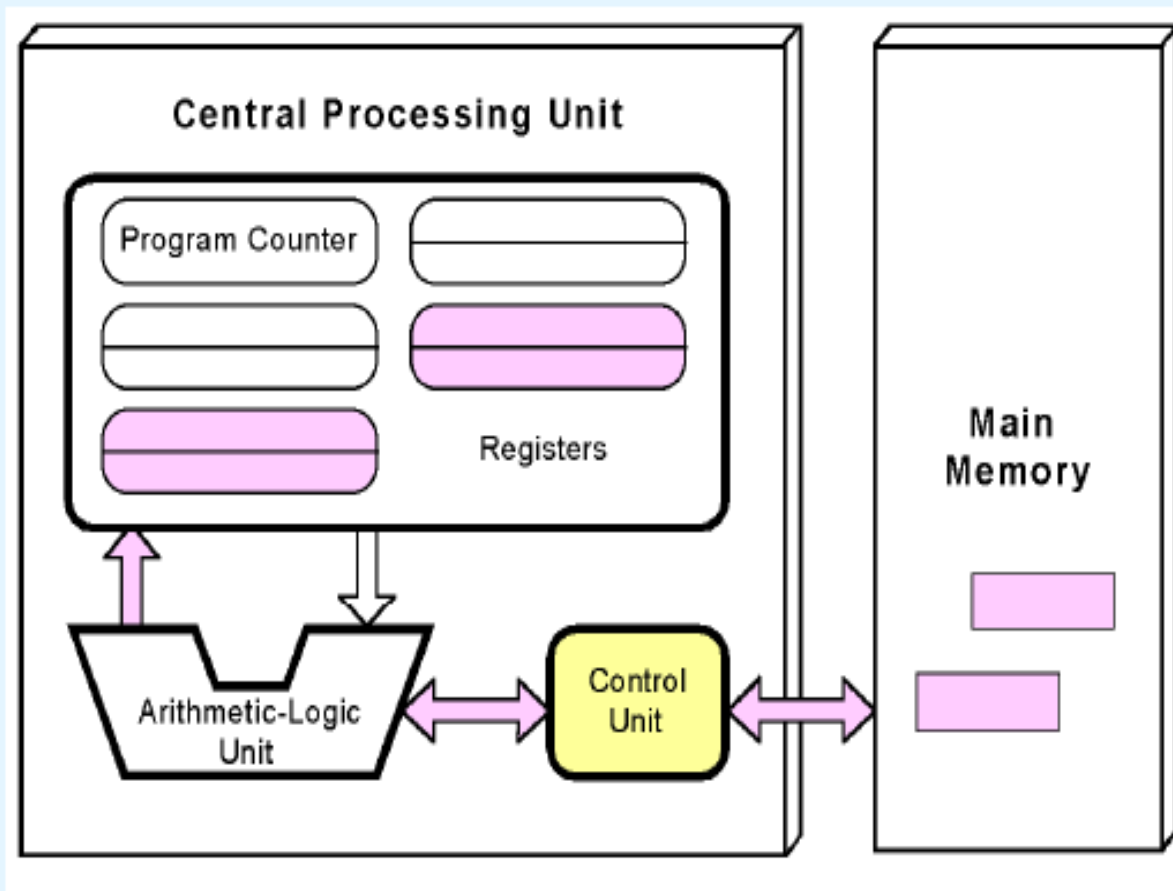 Central Processing Unit
Program Counter
Registers
Main
Memory
Arithmetic-Logic
Unit
Control
Unit